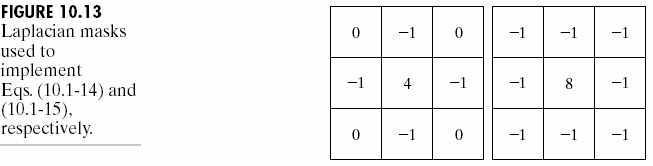 FIGURE 10.13
Laplacian masks
used to
implement
Eqs. (10.1-14) and
(10.1-15),
respectively.
0 −1 0
−1 4 −1
0 −1 0
−1 −1 −1
−1 8 −1
−1 −1 −1